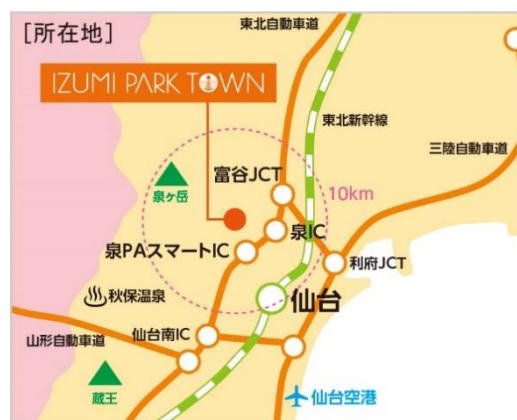 [所在地]
東北自動車道
IZUMI PARK TOWN
東北新幹線
三陸自動車道
泉ヶ岳
富谷JCT
10km
泉IC
泉PAスマートIC
利府JCT
秋保温泉
仙台
山形自動車道
仙台南IC
蔵王
仙台空港